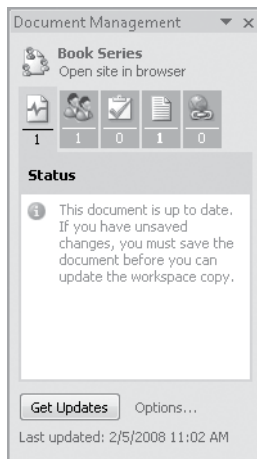 Document Management
Book Series
Open site in browser
1 1 0 1 0
Status
This document is up to date.
If you have unsaved
changes, you must save the
document before you can
update the workspace copy.
Get Updates Options...
Last updated: 2/5/2008 11:02 AM